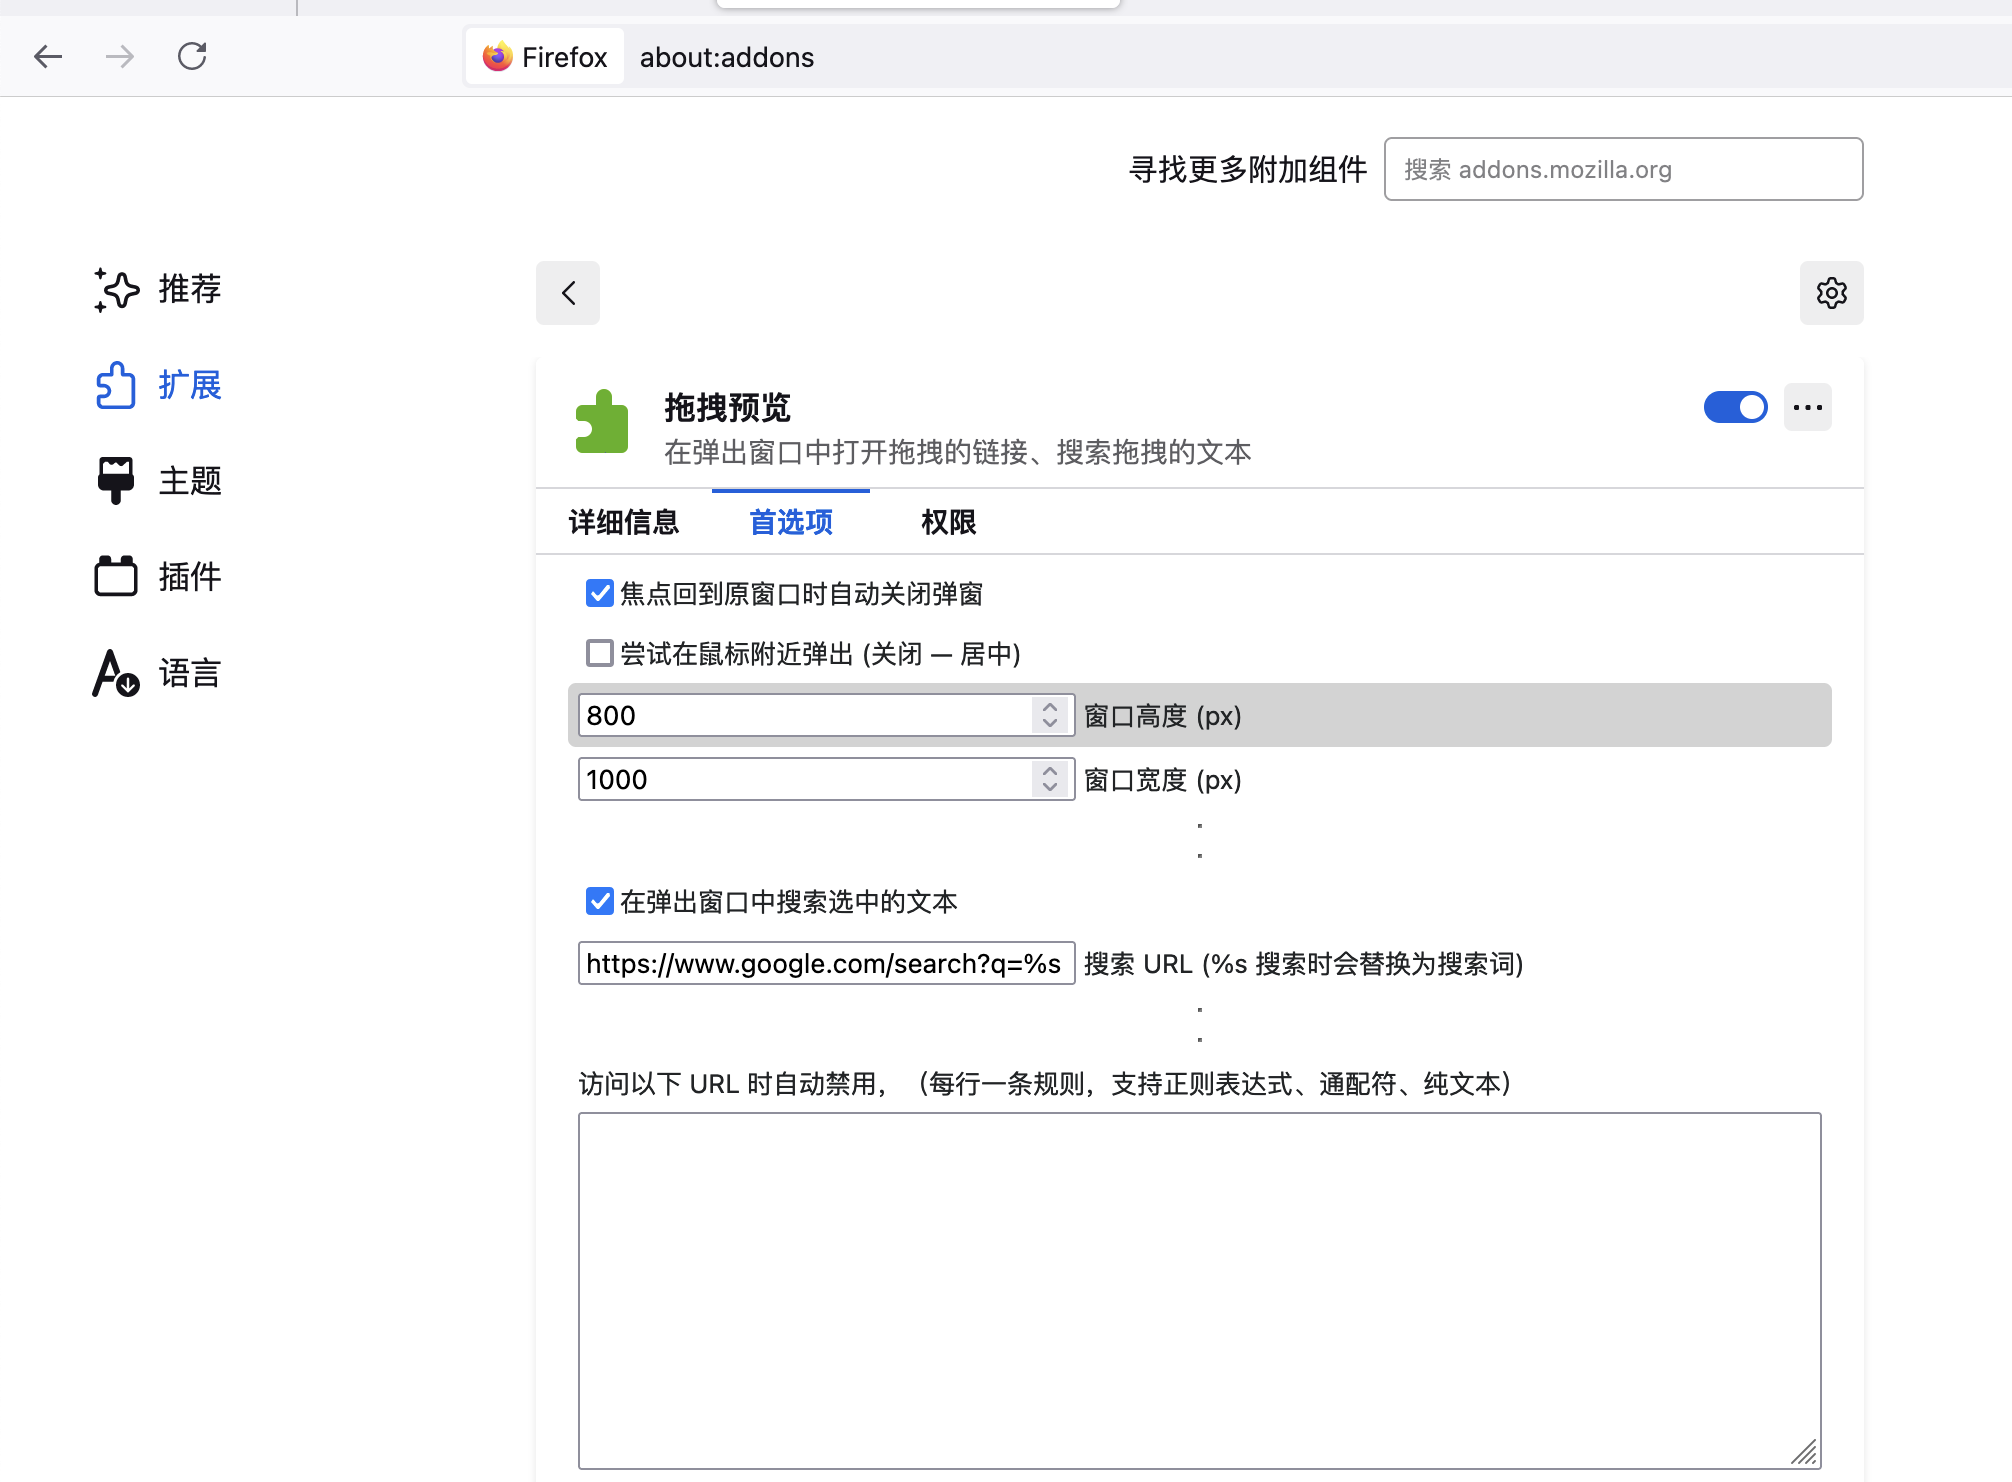 Firefox about:addons
寻找更多附加组件 搜索 addons.mozilla.org
推荐
扩展
主题
插件
语言
拖拽预览
在弹出窗口中打开拖拽的链接、搜索拖拽的文本
详细信息 首选项 权限
焦点回到原窗口时自动关闭弹窗
尝试在鼠标附近弹出 (关闭 — 居中)
800 窗口高度 (px)
1000 窗口宽度 (px)
在弹出窗口中搜索选中的文本
https://www.google.com/search?q=%s 搜索 URL (%s 搜索时会替换为搜索词)
访问以下 URL 时自动禁用，（每行一条规则，支持正则表达式、通配符、纯文本）